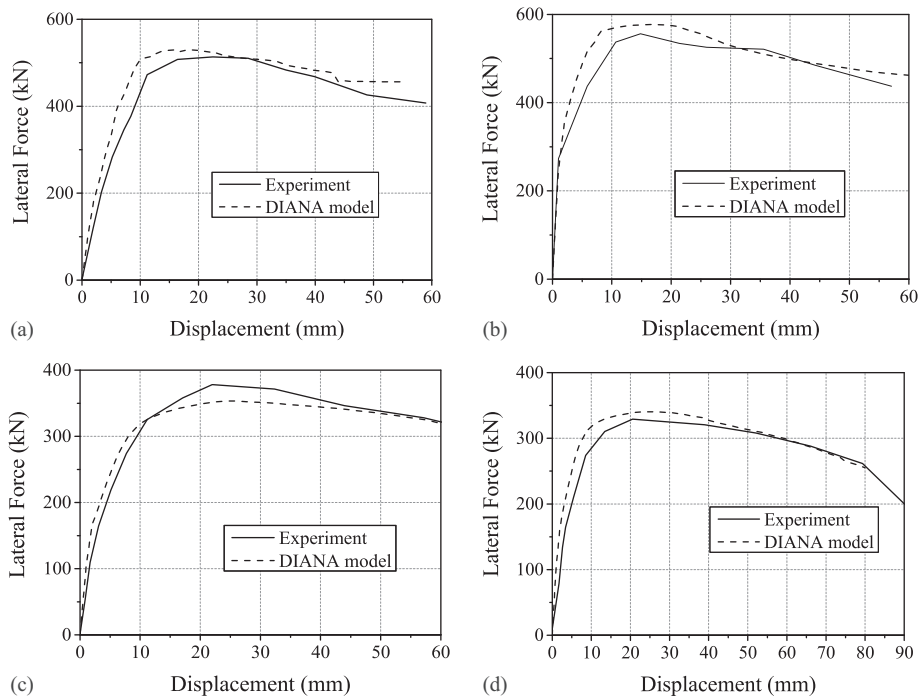 600
400
200
0
Lateral Force (kN)
Experiment
DIANA model
0 10 20 30 40 50 60
Displacement (mm)
(a)
600
400
200
0
Lateral Force (kN)
Experiment
DIANA model
0 10 20 30 40 50 60
Displacement (mm)
(b)
400
300
200
100
0
Lateral Force (kN)
Experiment
DIANA model
0 10 20 30 40 50 60
Displacement (mm)
(c)
400
300
200
100
0
Lateral Force (kN)
Experiment
DIANA model
0 10 20 30 40 50 60 70 80 90
Displacement (mm)
(d)